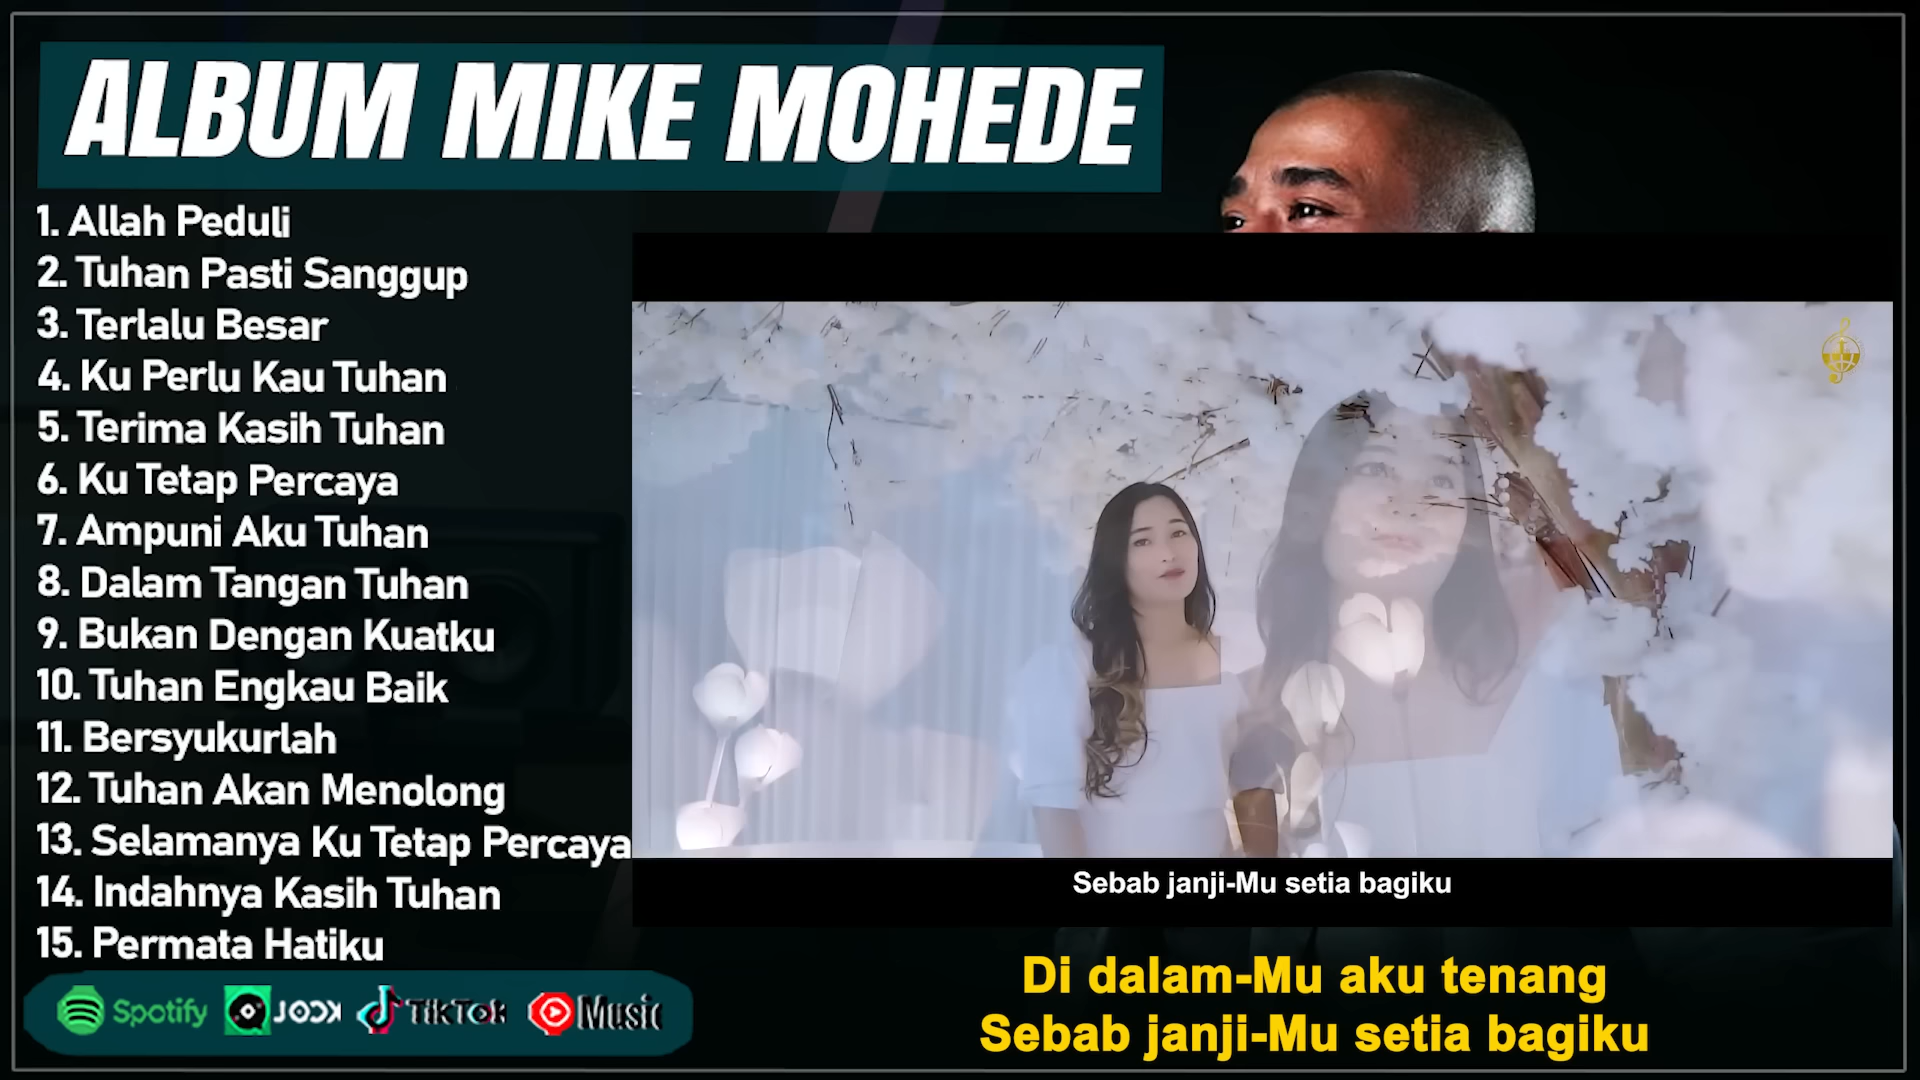 ALBUM MIKE MOHEDE
1. Allah Peduli
2. Tuhan Pasti Sanggup
3. Terlalu Besar
4. Ku Perlu Kau Tuhan
5. Terima Kasih Tuhan
6. Ku Tetap Percaya
7. Ampuni Aku Tuhan
8. Dalam Tangan Tuhan
9. Bukan Dengan Kuatku
10. Tuhan Engkau Baik
11. Bersyukurlah
12. Tuhan Akan Menolong
13. Selamanya Ku Tetap Percaya
14. Indahnya Kasih Tuhan
15. Permata Hatiku
Spotify JOOX TikTok Music
Sebab janji-Mu setia bagiku
Di dalam-Mu aku tenang
Sebab janji-Mu setia bagiku